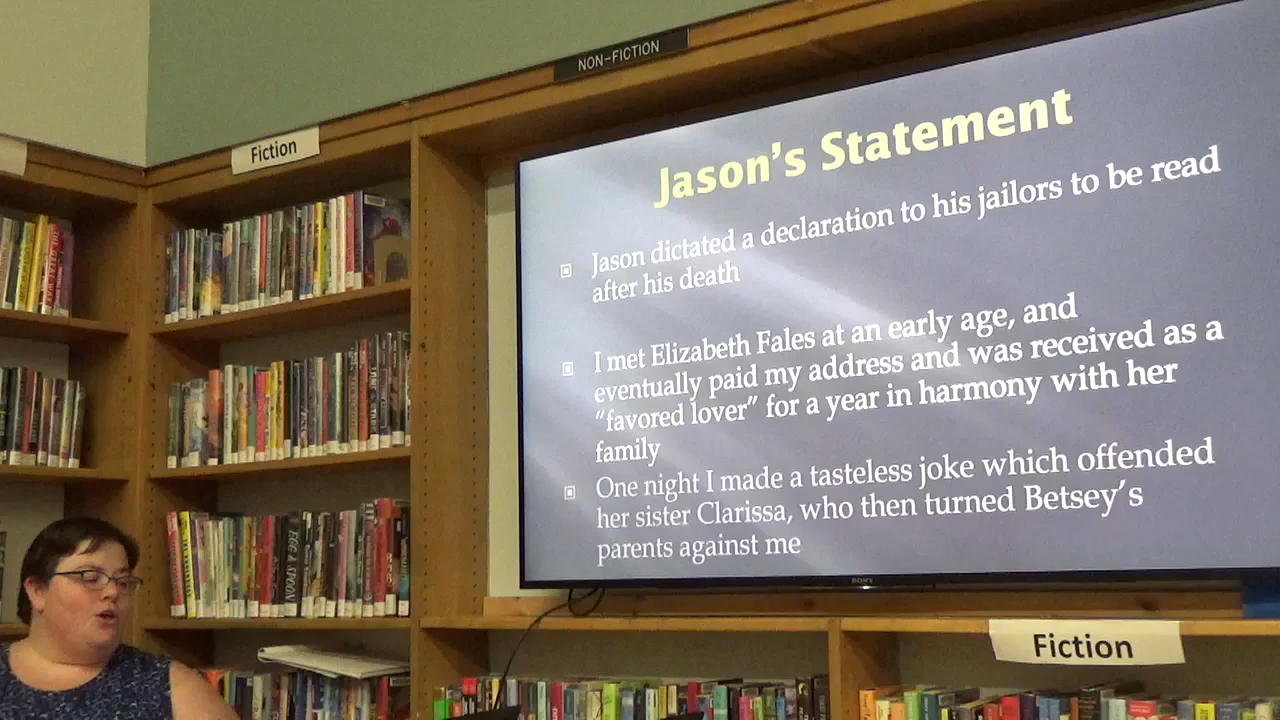 NON-FICTION
Fiction
Jason's Statement
Jason dictated a declaration to his jailors to be read
after his death
I met Elizabeth Fales at an early age, and
eventually paid my address and was received as a
"favored lover" for a year in harmony with her
family
One night I made a tasteless joke which offended
her sister Clarissa, who then turned Betsey's
parents against me
SONY
Fiction
EGG & SPOON